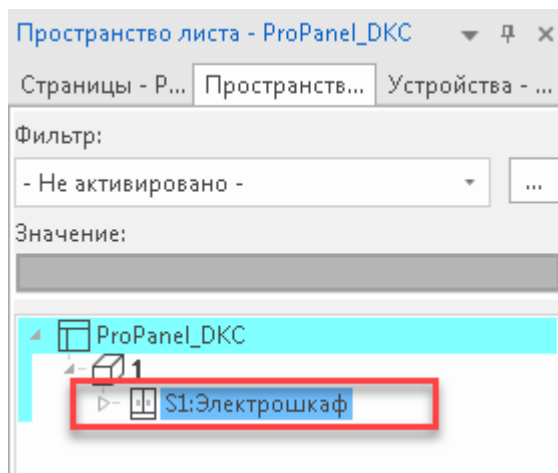 Пространство листа - ProPanel_DKC
Страницы - P... Пространств... Устройства - ...
Фильтр:
- Не активировано - ...
Значение:
ProPanel_DKC
1
S1:Электрошкаф